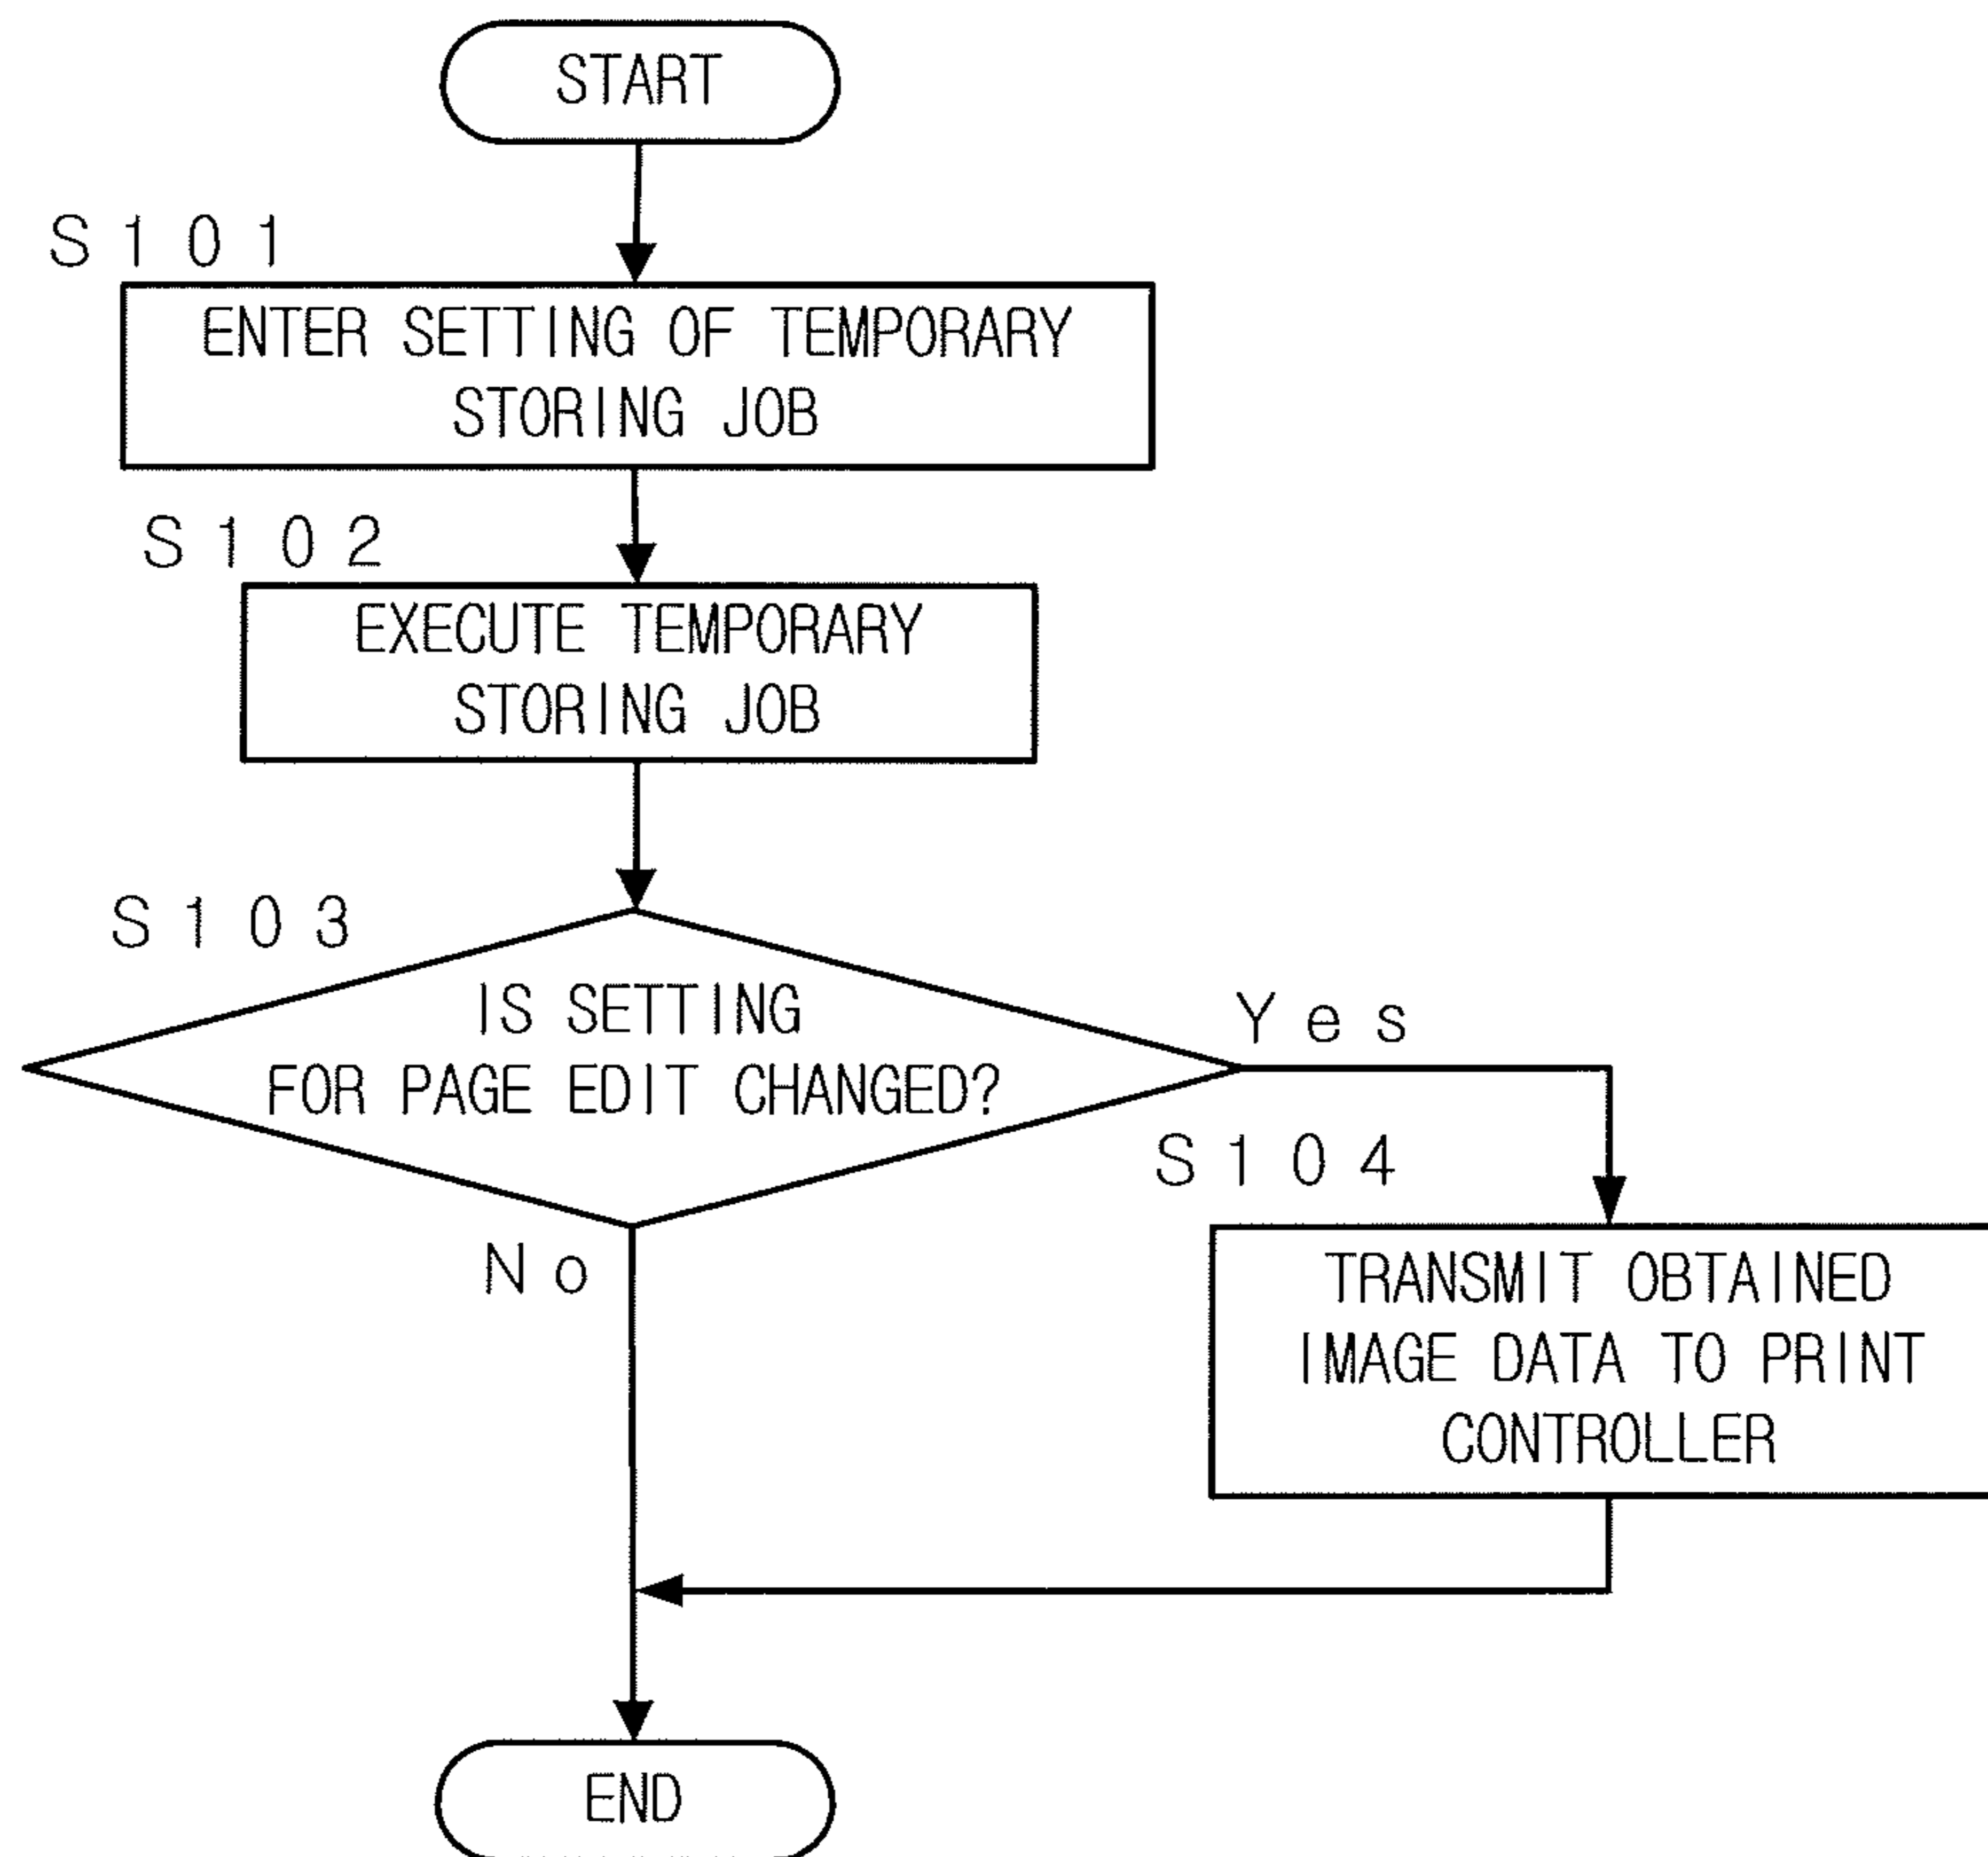 START
S101
ENTER SETTING OF TEMPORARY
STORING JOB
S102
EXECUTE TEMPORARY
STORING JOB
S103
IS SETTING
FOR PAGE EDIT CHANGED?
Yes
No
S104
TRANSMIT OBTAINED
IMAGE DATA TO PRINT
CONTROLLER
END